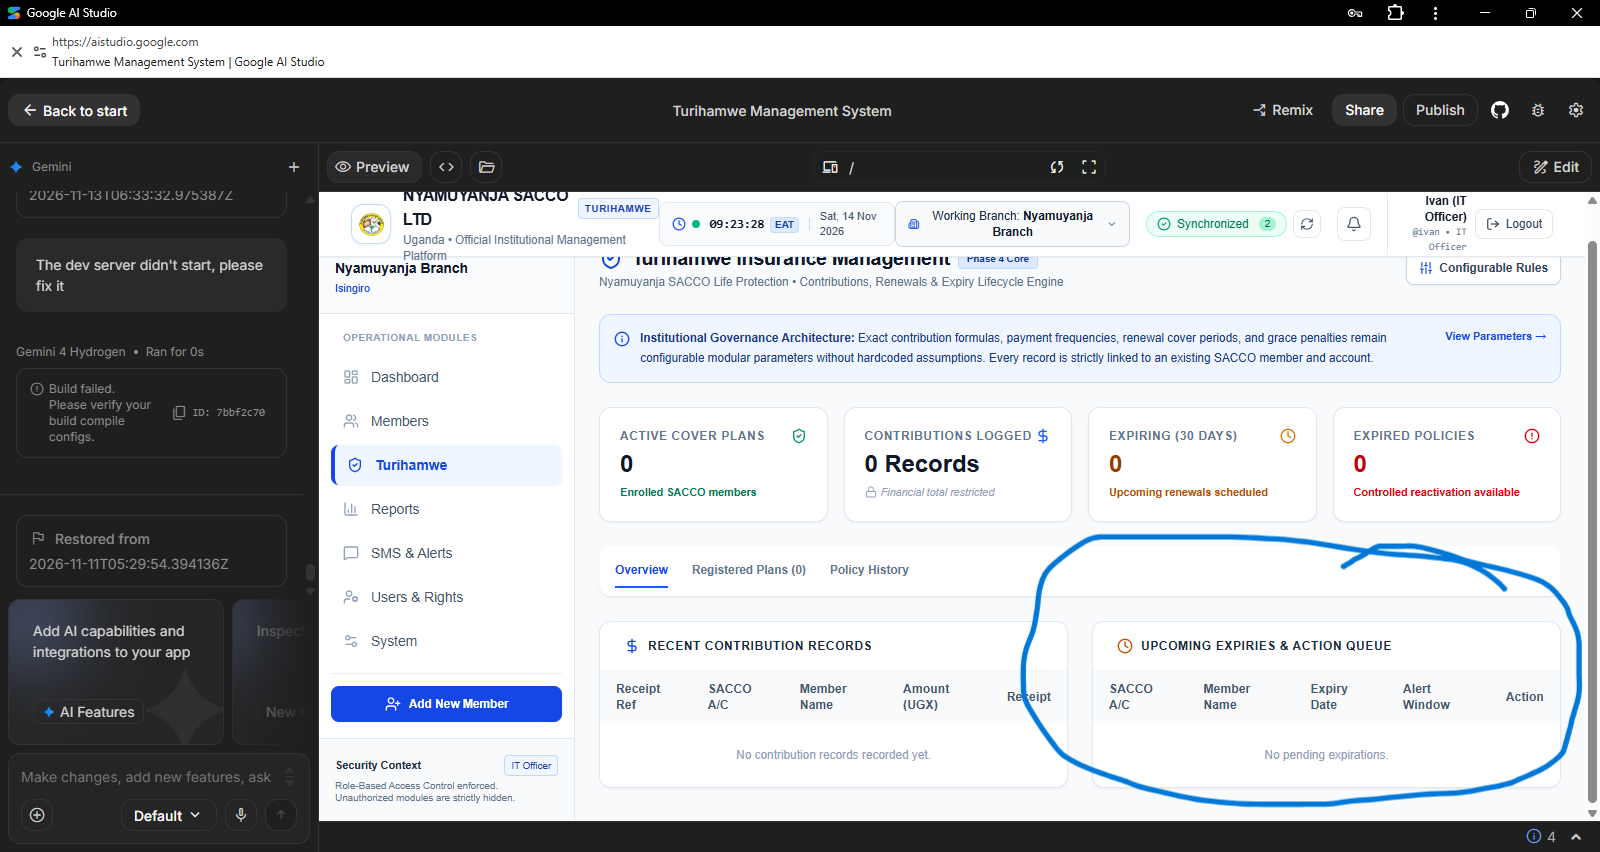 Google AI Studio
https://aistudio.google.com
Turihamwe Management System | Google AI Studio
Back to start
Turihamwe Management System
Remix
Share
Publish
Gemini
Preview
/
Edit
2026-11-13T06:33:32.975387Z
The dev server didn't start, please
fix it
Gemini 4 Hydrogen • Ran for 0s
Build failed.
Please verify your
build compile
configs.
ID: 7bbf2c70
Restored from
2026-11-11T05:29:54.394136Z
Add AI capabilities and
integrations to your app
AI Features
Inspect
New
Make changes, add new features, ask
Default
NYAMUYANJA SACCO
LTD
TURIHAMWE
Uganda • Official Institutional Management
Platform
09:23:28 EAT
Sat, 14 Nov
2026
Working Branch: Nyamuyanja
Branch
Synchronized 2
Ivan (IT
Officer)
@ivan • IT
Officer
Logout
Nyamuyanja Branch
Isingiro
OPERATIONAL MODULES
Dashboard
Members
Turihamwe
Reports
SMS & Alerts
Users & Rights
System
Add New Member
Security Context
IT Officer
Role-Based Access Control enforced.
Unauthorized modules are strictly hidden.
Turihamwe Insurance Management
Phase 4 Core
Nyamuyanja SACCO Life Protection • Contributions, Renewals & Expiry Lifecycle Engine
Configurable Rules
Institutional Governance Architecture: Exact contribution formulas, payment frequencies, renewal cover periods, and grace penalties remain
configurable modular parameters without hardcoded assumptions. Every record is strictly linked to an existing SACCO member and account.
View Parameters →
ACTIVE COVER PLANS
0
Enrolled SACCO members
CONTRIBUTIONS LOGGED
0 Records
Financial total restricted
EXPIRING (30 DAYS)
0
Upcoming renewals scheduled
EXPIRED POLICIES
0
Controlled reactivation available
Overview
Registered Plans (0)
Policy History
RECENT CONTRIBUTION RECORDS
Receipt
Ref
SACCO
A/C
Member
Name
Amount
(UGX)
Receipt
No contribution records recorded yet.
UPCOMING EXPIRIES & ACTION QUEUE
SACCO
A/C
Member
Name
Expiry
Date
Alert
Window
Action
No pending expirations.
4